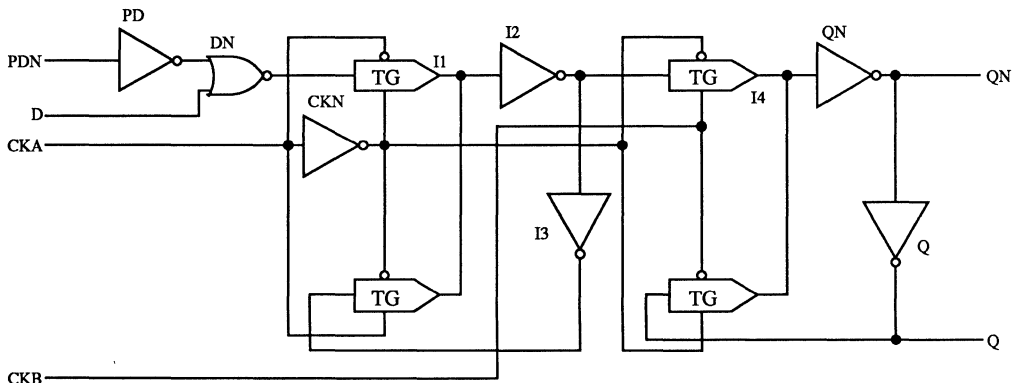 PD
I2
QN
DN
PDN
TG
I1
TG
I4
QN
CKN
D
CKA
I3
Q
TG
TG
Q
CKB